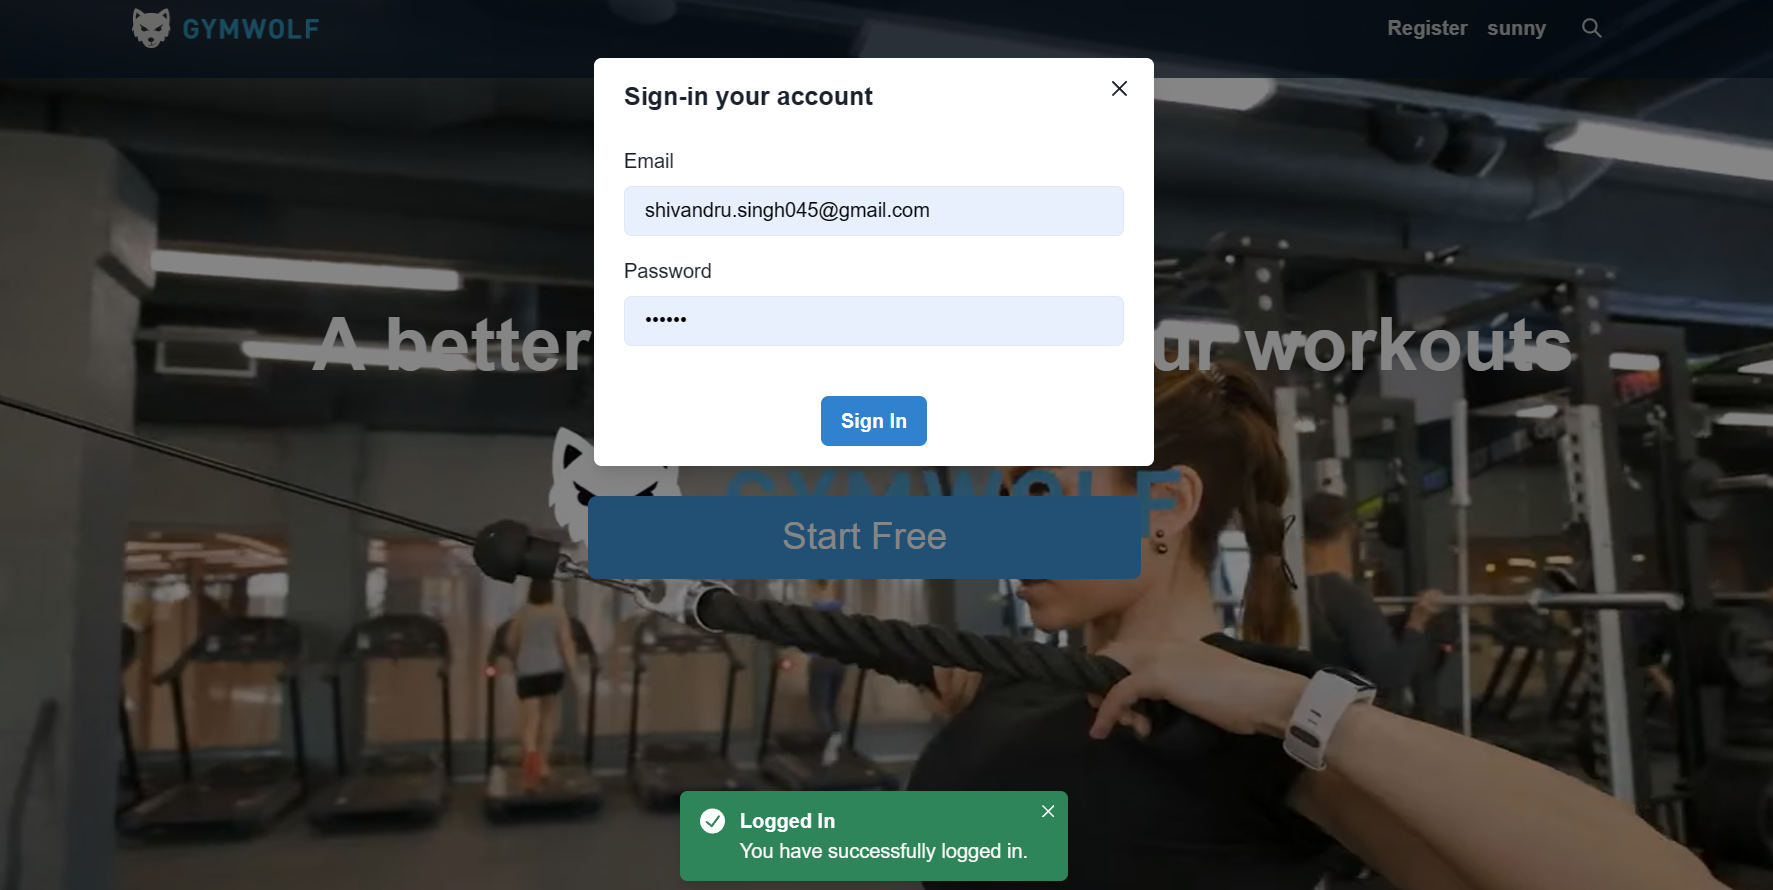 GYMWOLF
Register sunny
Sign-in your account
Email
shivandru.singh045@gmail.com
Password
••••••
A better ur workouts
Sign In
GYMWOLF
Start Free
Logged In
You have successfully logged in.